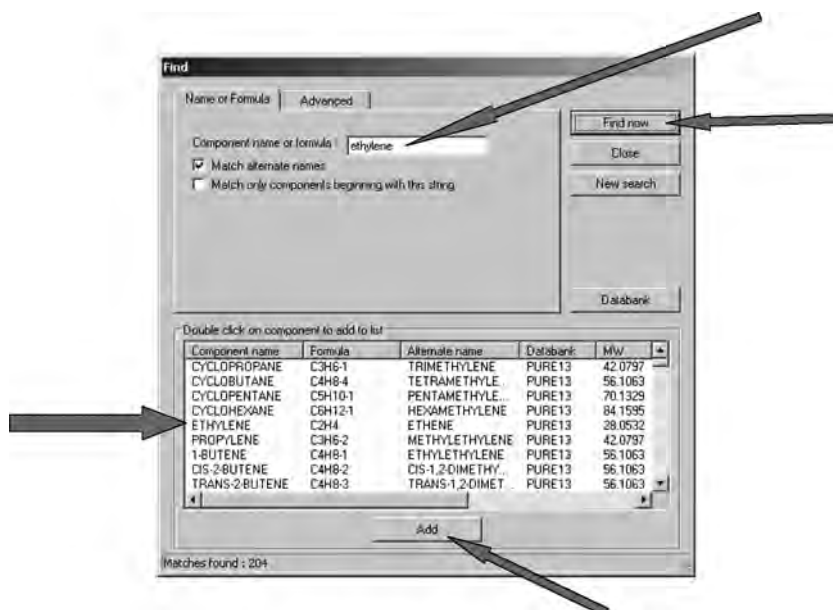 Find
Name or Formula Advanced
Component name or formula : ethylene Find now
Match alternate names Close
Match only components beginning with this string New search
Databank
Double click on component to add to list
Component name Formula Alternate name Databank MW
CYCLOPROPANE C3H6-1 TRIMETHYLENE PURE13 42.0797
CYCLOBUTANE C4H8-4 TETRAMETHYLE... PURE13 56.1063
CYCLOPENTANE C5H10-1 PENTAMETHYLE... PURE13 70.1329
CYCLOHEXANE C6H12-1 HEXAMETHYLENE PURE13 84.1595
ETHYLENE C2H4 ETHENE PURE13 28.0532
PROPYLENE C3H6-2 METHYLETHYLENE PURE13 42.0797
1-BUTENE C4H8-1 ETHYLETHYLENE PURE13 56.1063
CIS-2-BUTENE C4H8-2 CIS-1,2-DIMETHY... PURE13 56.1063
TRANS-2-BUTENE C4H8-3 TRANS-1,2-DIMET... PURE13 56.1063
Add
Matches found : 204